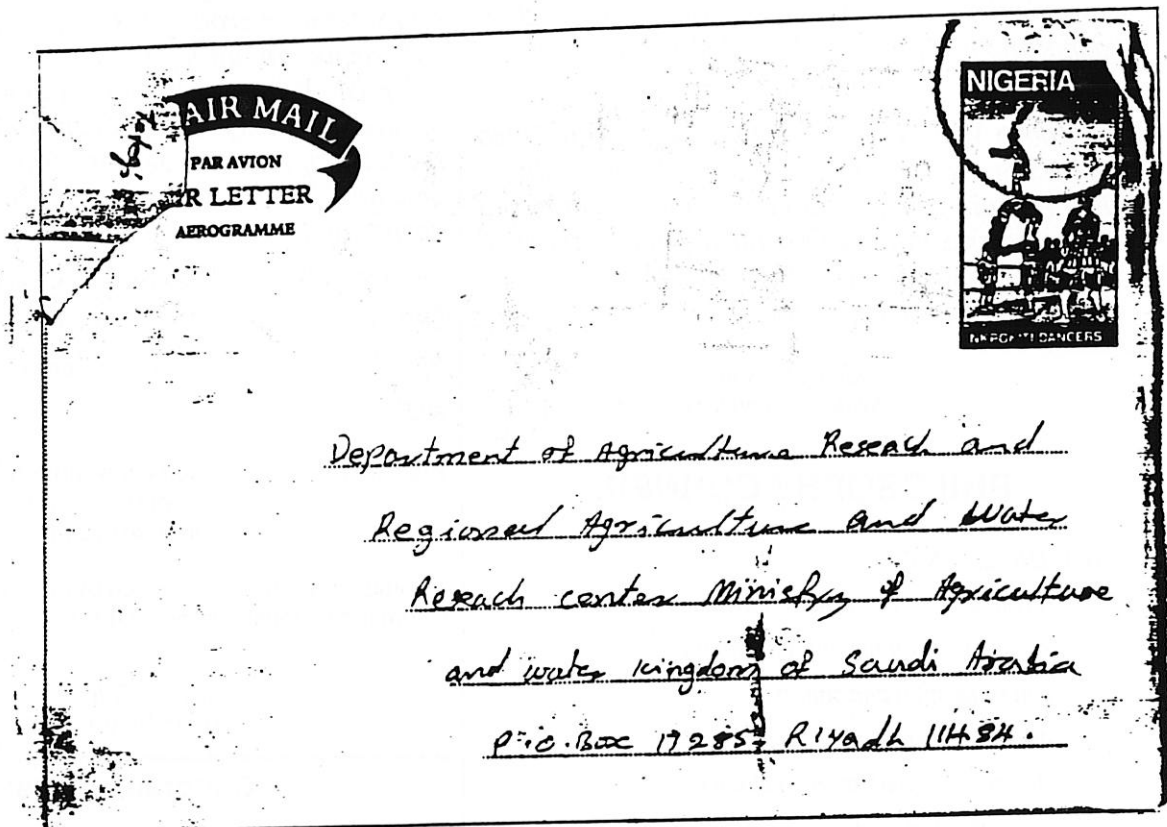 AIR MAIL
PAR AVION
R LETTER
AEROGRAMME
NIGERIA
DANCERS
Department of Agriculture Reseach and
Regional Agriculture and Water
Reseach center Ministry of Agriculture
and water kingdom of Saudi Arabia
P.O.Box 17285, Riyadh 11484.